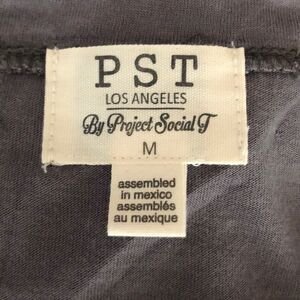 PST
LOS ANGELES
By Project Social T
M
assembled
in mexico
assemblés
au mexique